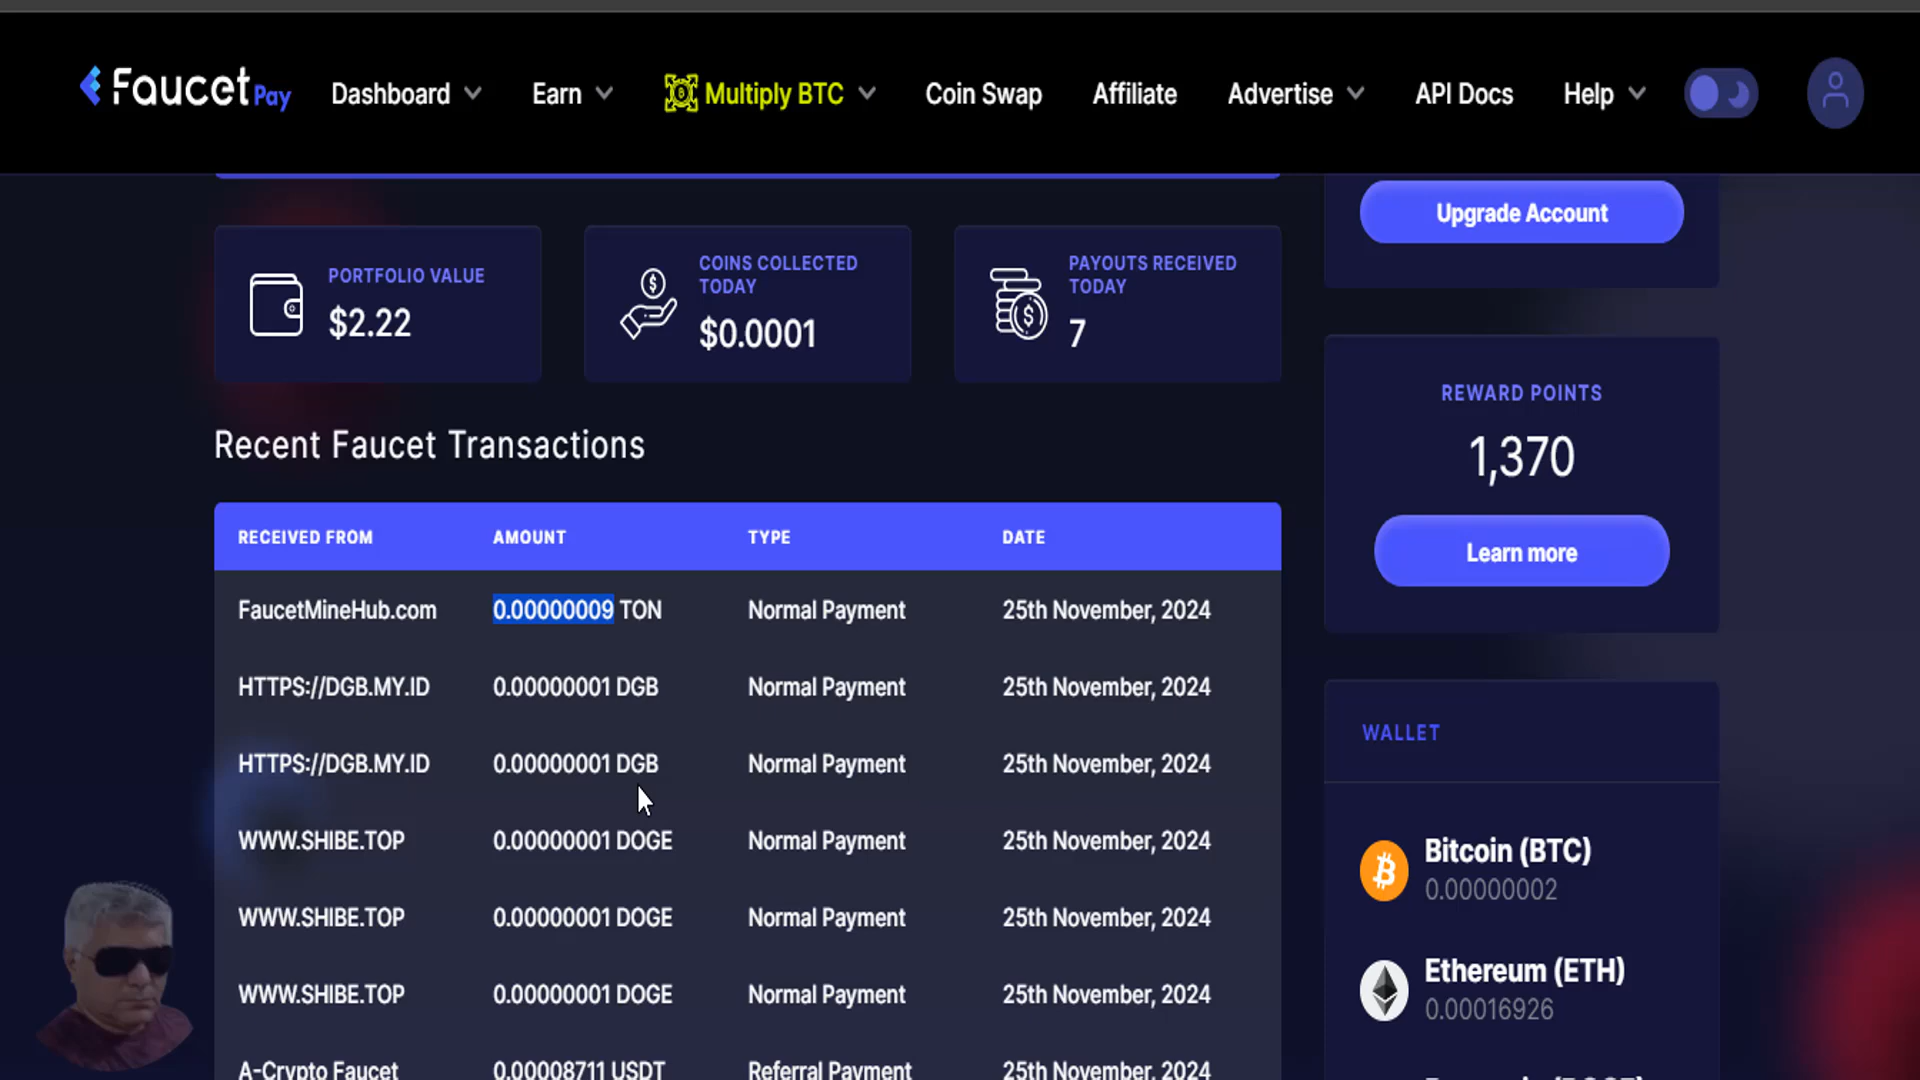 Faucet Pay Dashboard Earn Multiply BTC Coin Swap Affiliate Advertise API Docs Help
Upgrade Account
PORTFOLIO VALUE
$2.22
COINS COLLECTED
TODAY
$0.0001
PAYOUTS RECEIVED
TODAY
7
REWARD POINTS
1,370
Learn more
Recent Faucet Transactions
RECEIVED FROM AMOUNT TYPE DATE
FaucetMineHub.com 0.00000009 TON Normal Payment 25th November, 2024
HTTPS://DGB.MY.ID 0.00000001 DGB Normal Payment 25th November, 2024
HTTPS://DGB.MY.ID 0.00000001 DGB Normal Payment 25th November, 2024
WWW.SHIBE.TOP 0.00000001 DOGE Normal Payment 25th November, 2024
WWW.SHIBE.TOP 0.00000001 DOGE Normal Payment 25th November, 2024
WWW.SHIBE.TOP 0.00000001 DOGE Normal Payment 25th November, 2024
A-Crypto Faucet 0.00008711 USDT Referral Payment 25th November, 2024
WALLET
Bitcoin (BTC)
0.00000002
Ethereum (ETH)
0.00016926